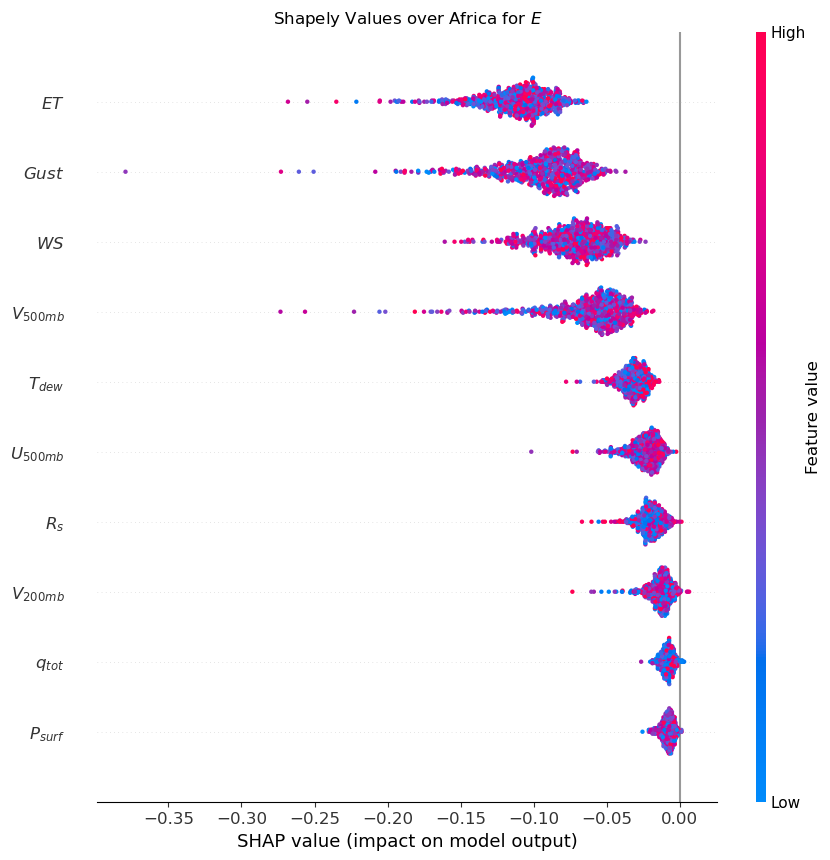 Shapely Values over Africa for E
High
ET
Gust
WS
V500mb
Tdew
U500mb
Rs
V200mb
qtot
Psurf
Feature value
Low
−0.35 −0.30 −0.25 −0.20 −0.15 −0.10 −0.05 0.00
SHAP value (impact on model output)